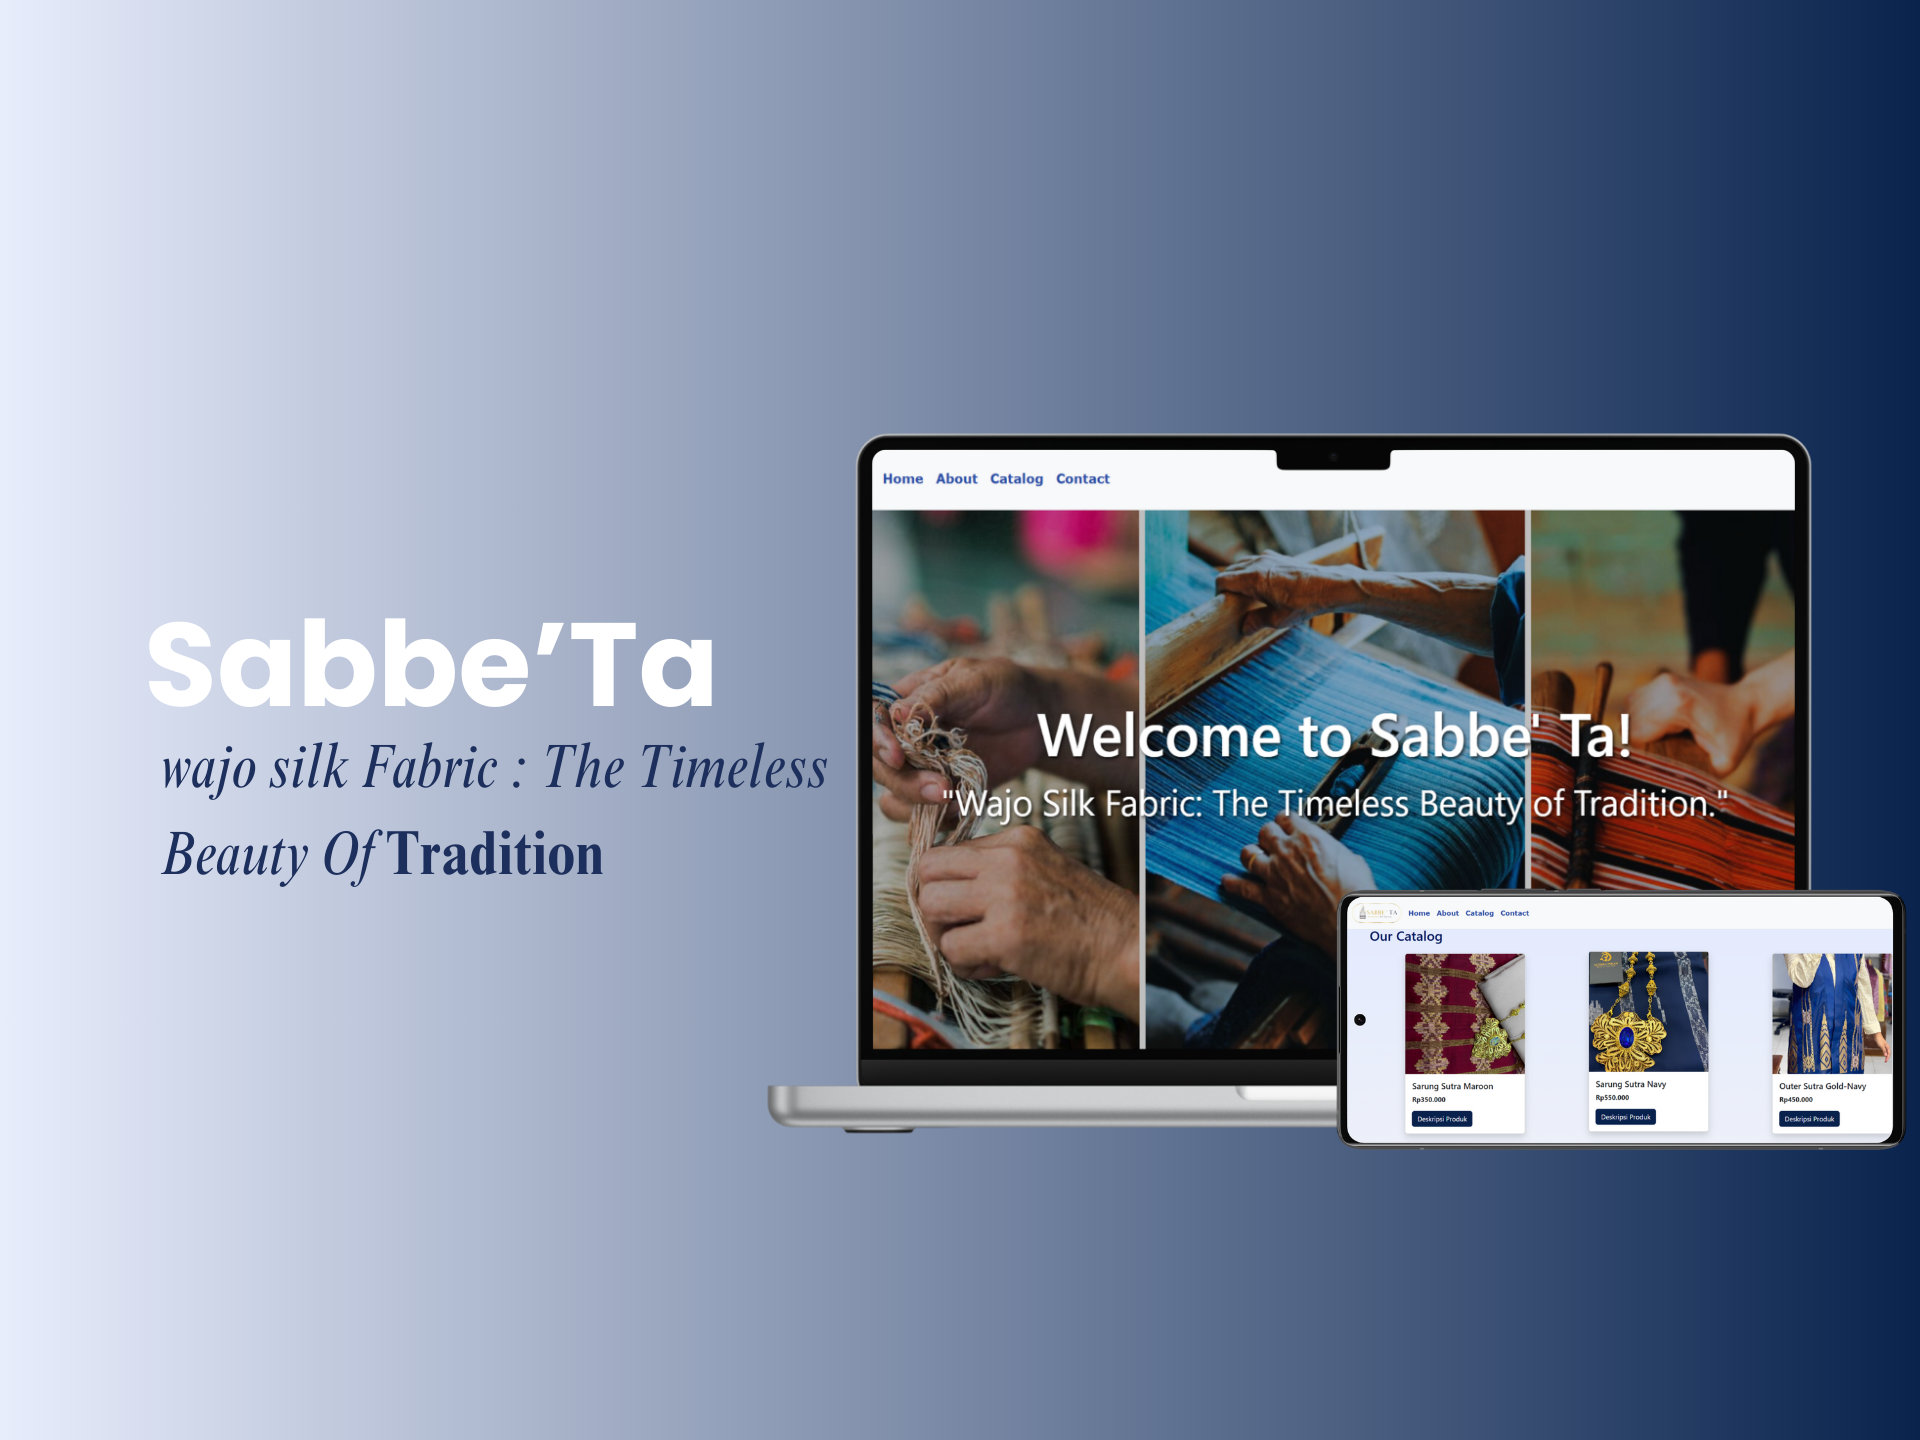 Sabbe’Ta
wajo silk Fabric : The Timeless
Beauty Of Tradition
Home About Catalog Contact
Welcome to Sabbe' Ta!
"Wajo Silk Fabric: The Timeless Beauty of Tradition."
SABBE' TA
Home About Catalog Contact
Our Catalog
Sarung Sutra Maroon
Rp350.000
Deskripsi Produk
Sarung Sutra Navy
Rp550.000
Deskripsi Produk
Outer Sutra Gold-Navy
Rp450.000
Deskripsi Produk